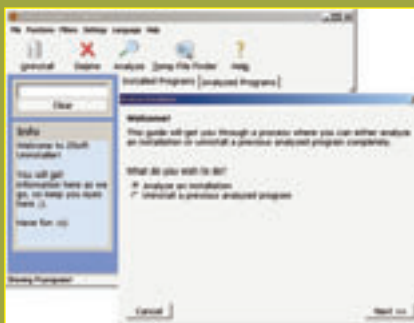 File Functions Filters Settings Language Help
Uninstall Delete Analyze Temp File Finder Help
Installed Programs Analyzed Programs
Clear
Info
Welcome to ZSoft
Uninstaller!
You will get
information here as we
go, so keep you eyes
here ;).
Have fun :o)
Welcome!
This guide will get you through a process where you can either analyze
an installation or uninstall a previous analyzed program completely.
What do you wish to do?
Analyze an installation
Uninstall a previous analyzed program
Cancel
Next >>